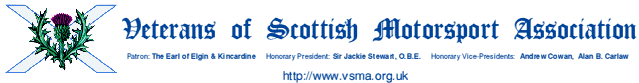 Veterans of Scottish Motorsport Association
Patron: The Earl of Elgin & Kincardine Honorary President: Sir Jackie Stewart, O.B.E. Honorary Vice-Presidents: Andrew Cowan, Alan B. Carlaw
http://www.vsma.org.uk